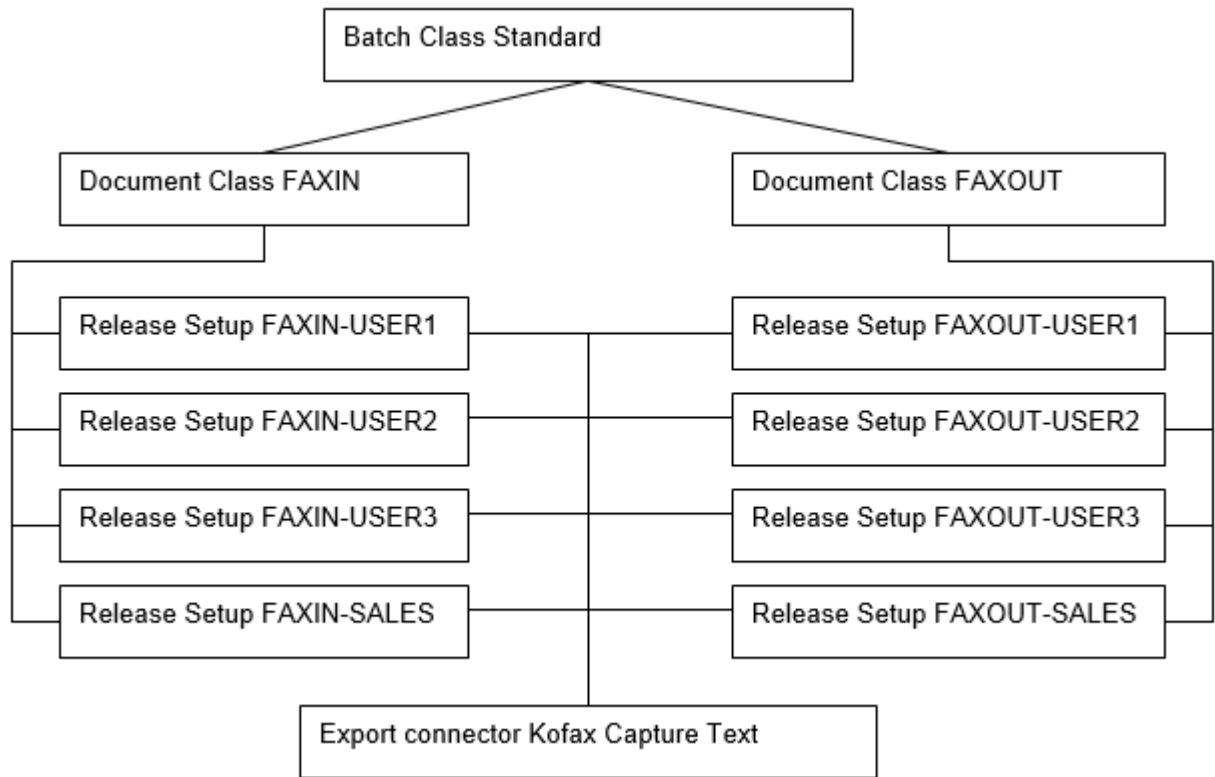 Batch Class Standard
Document Class FAXIN
Document Class FAXOUT
Release Setup FAXIN-USER1
Release Setup FAXOUT-USER1
Release Setup FAXIN-USER2
Release Setup FAXOUT-USER2
Release Setup FAXIN-USER3
Release Setup FAXOUT-USER3
Release Setup FAXIN-SALES
Release Setup FAXOUT-SALES
Export connector Kofax Capture Text